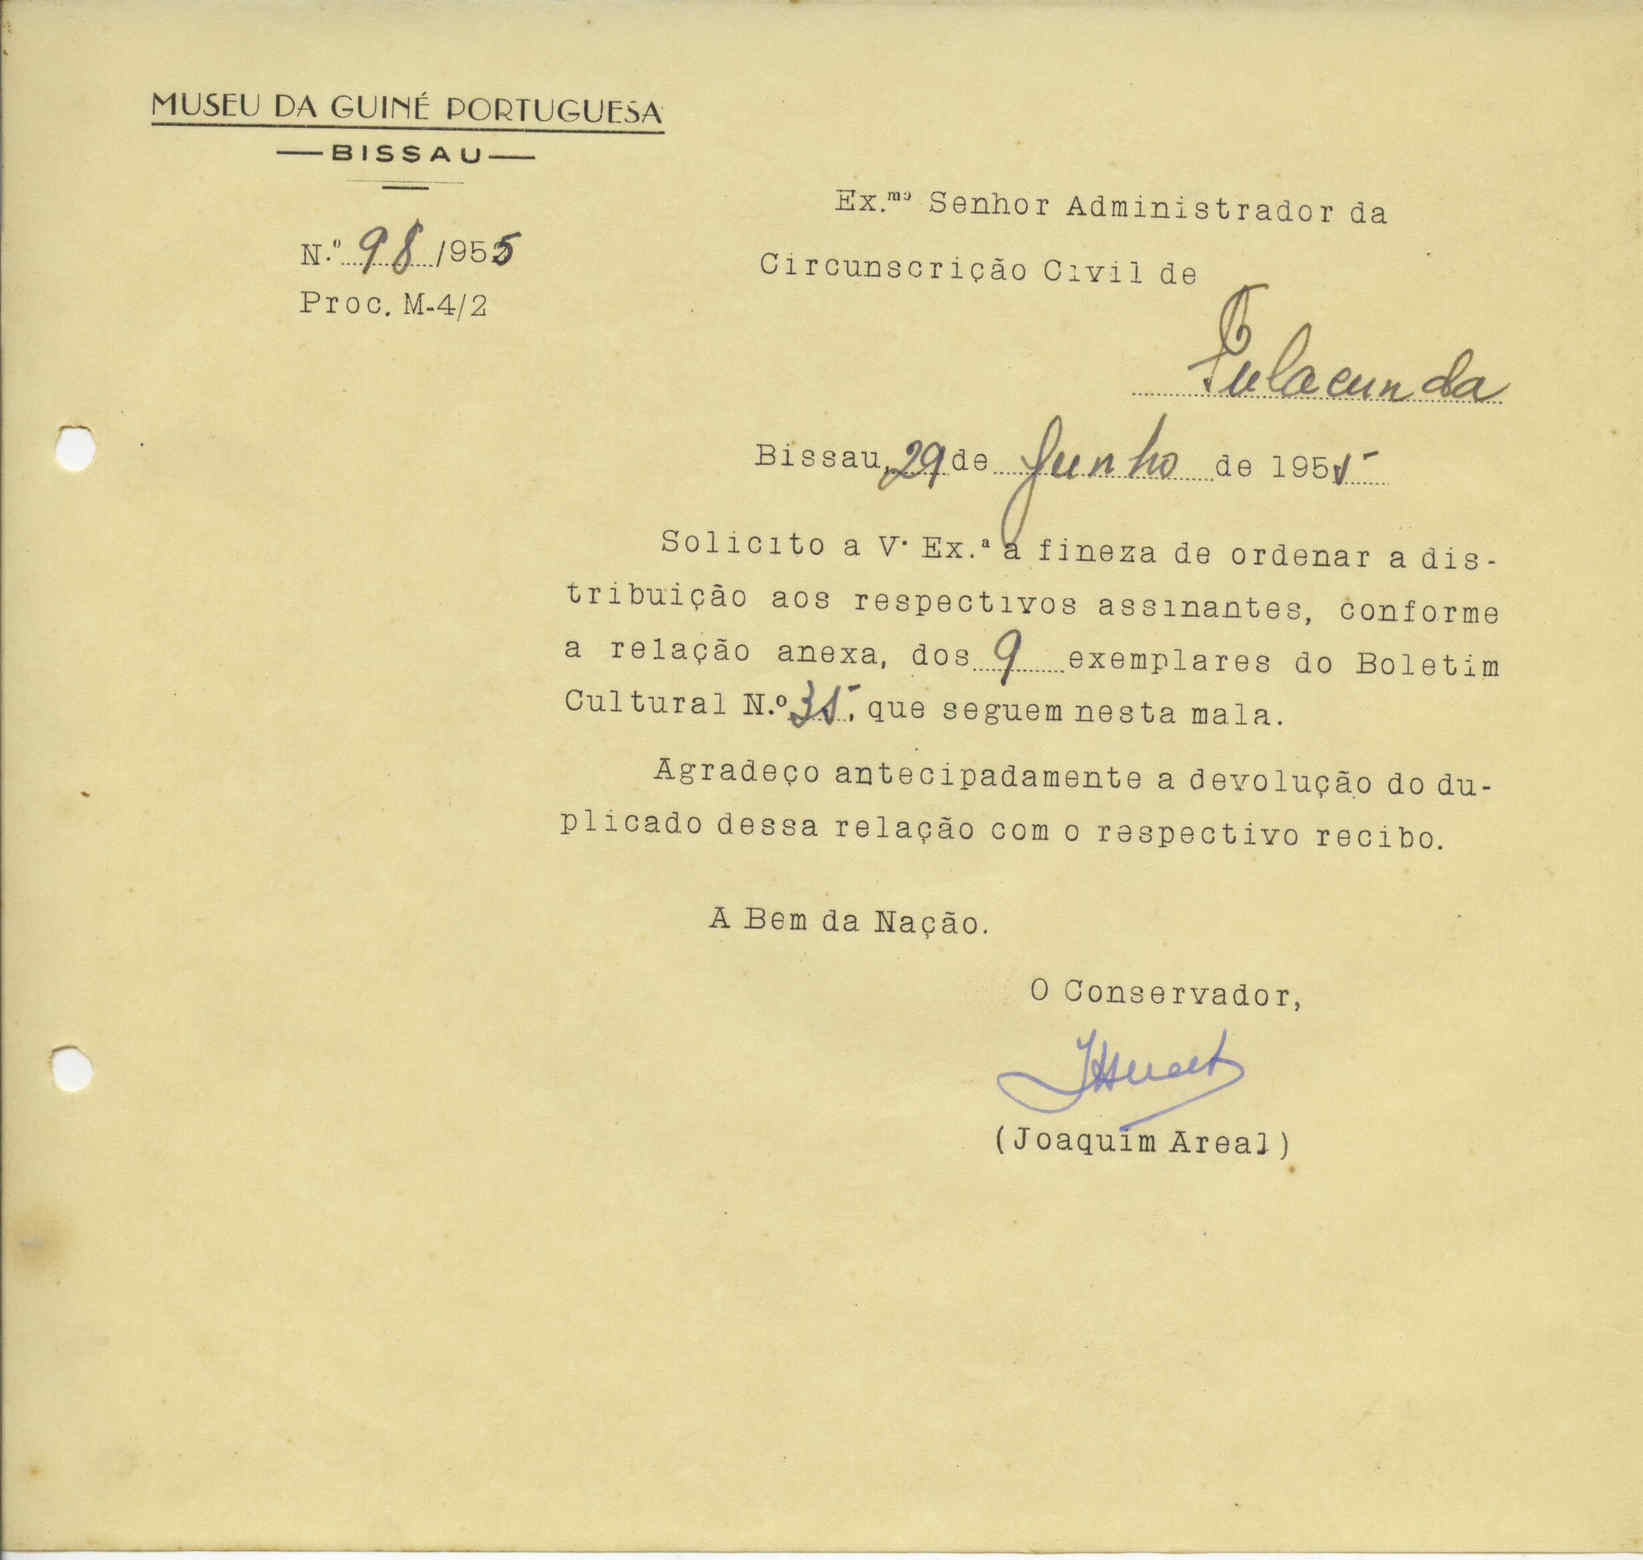 MUSEU DA GUINÉ PORTUGUESA
—BISSAU—
N.º 98/955
Proc. M-4/2
Ex.mo Senhor Administrador da
Circunscrição Civil de
Fulacunda
Bissau, 29 de Junho de 1955
Solicito a V. Ex.ª a fineza de ordenar a dis-
tribuição aos respectivos assinantes, conforme
a relação anexa, dos 9 exemplares do Boletim
Cultural N.º 35, que seguem nesta mala.
Agradeço antecipadamente a devolução do du-
plicado dessa relação com o respectivo recibo.
A Bem da Nação.
O Conservador,
(Joaquim Areal)